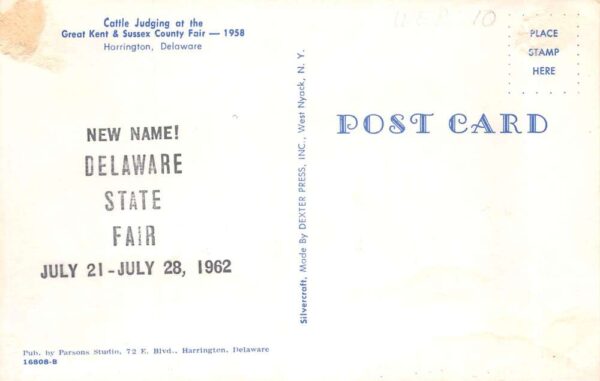 Cattle Judging at the
Great Kent & Sussex County Fair — 1958
Harrington, Delaware
PLACE
STAMP
HERE
POST CARD
NEW NAME!
DELAWARE
STATE
FAIR
JULY 21-JULY 28, 1962
Silvercraft. Made By DEXTER PRESS, INC., West Nyack, N. Y.
Pub. by Parsons Studio, 72 E. Blvd., Harrington, Delaware
16808-B